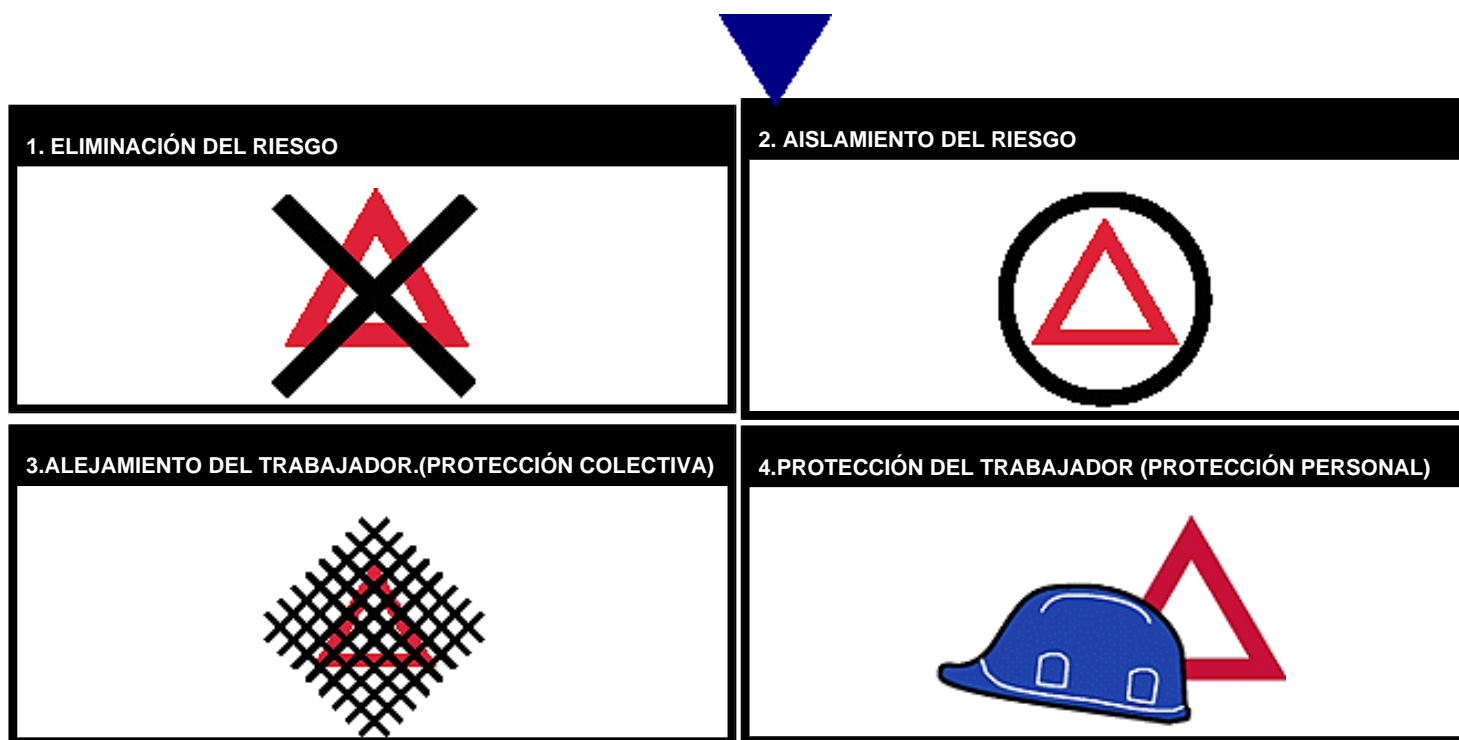 1. ELIMINACIÓN DEL RIESGO
2. AISLAMIENTO DEL RIESGO
3.ALEJAMIENTO DEL TRABAJADOR.(PROTECCIÓN COLECTIVA)
4.PROTECCIÓN DEL TRABAJADOR (PROTECCIÓN PERSONAL)